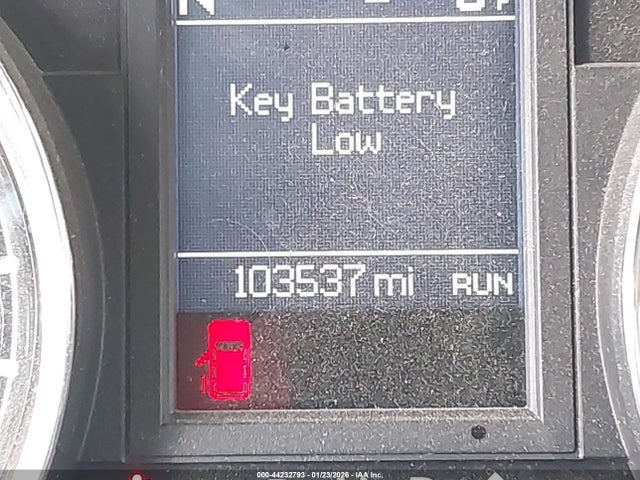 Key Battery
Low
103537 mi RUN
000-44232793 - 01/23/2026 - IAA Inc.